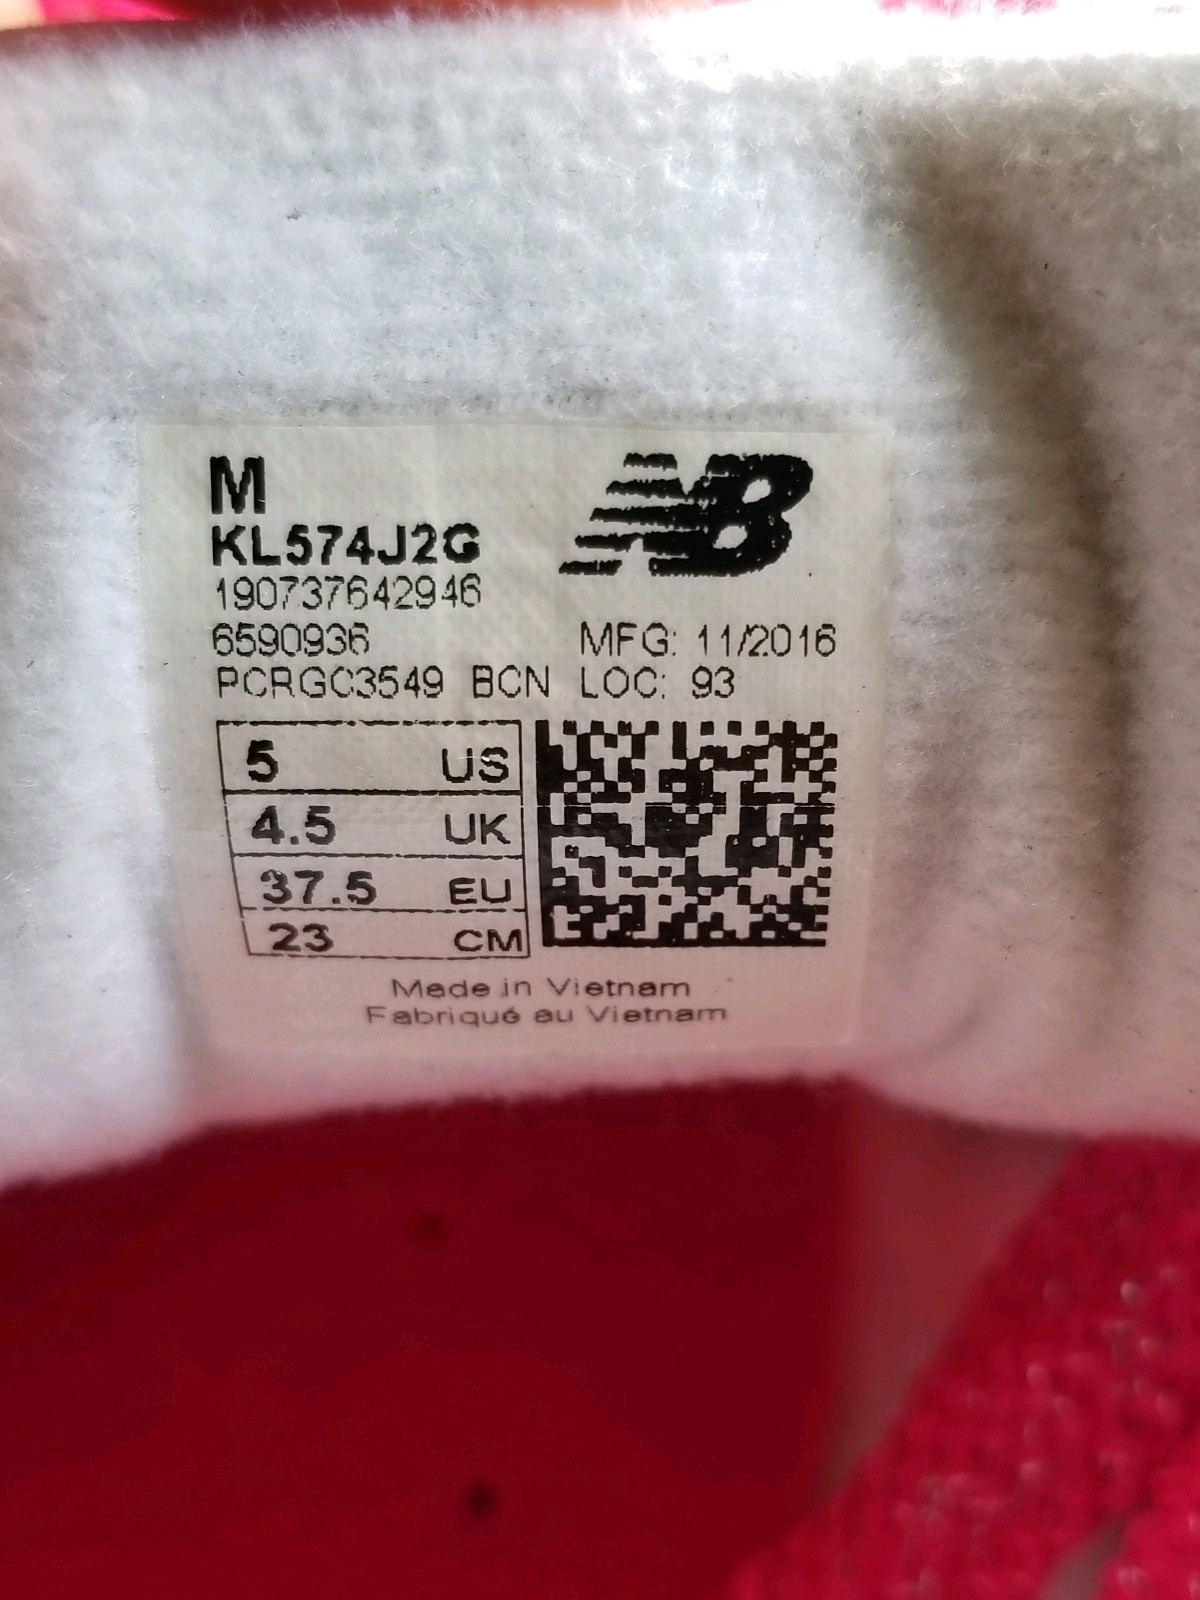 M
NB
KL574J2G
190737642946
6590936 MFG: 11/2016
PCRGC3549 BCN LOC: 93
5 US
4.5 UK
37.5 EU
23 CM
Made in Vietnam
Fabriqué au Vietnam